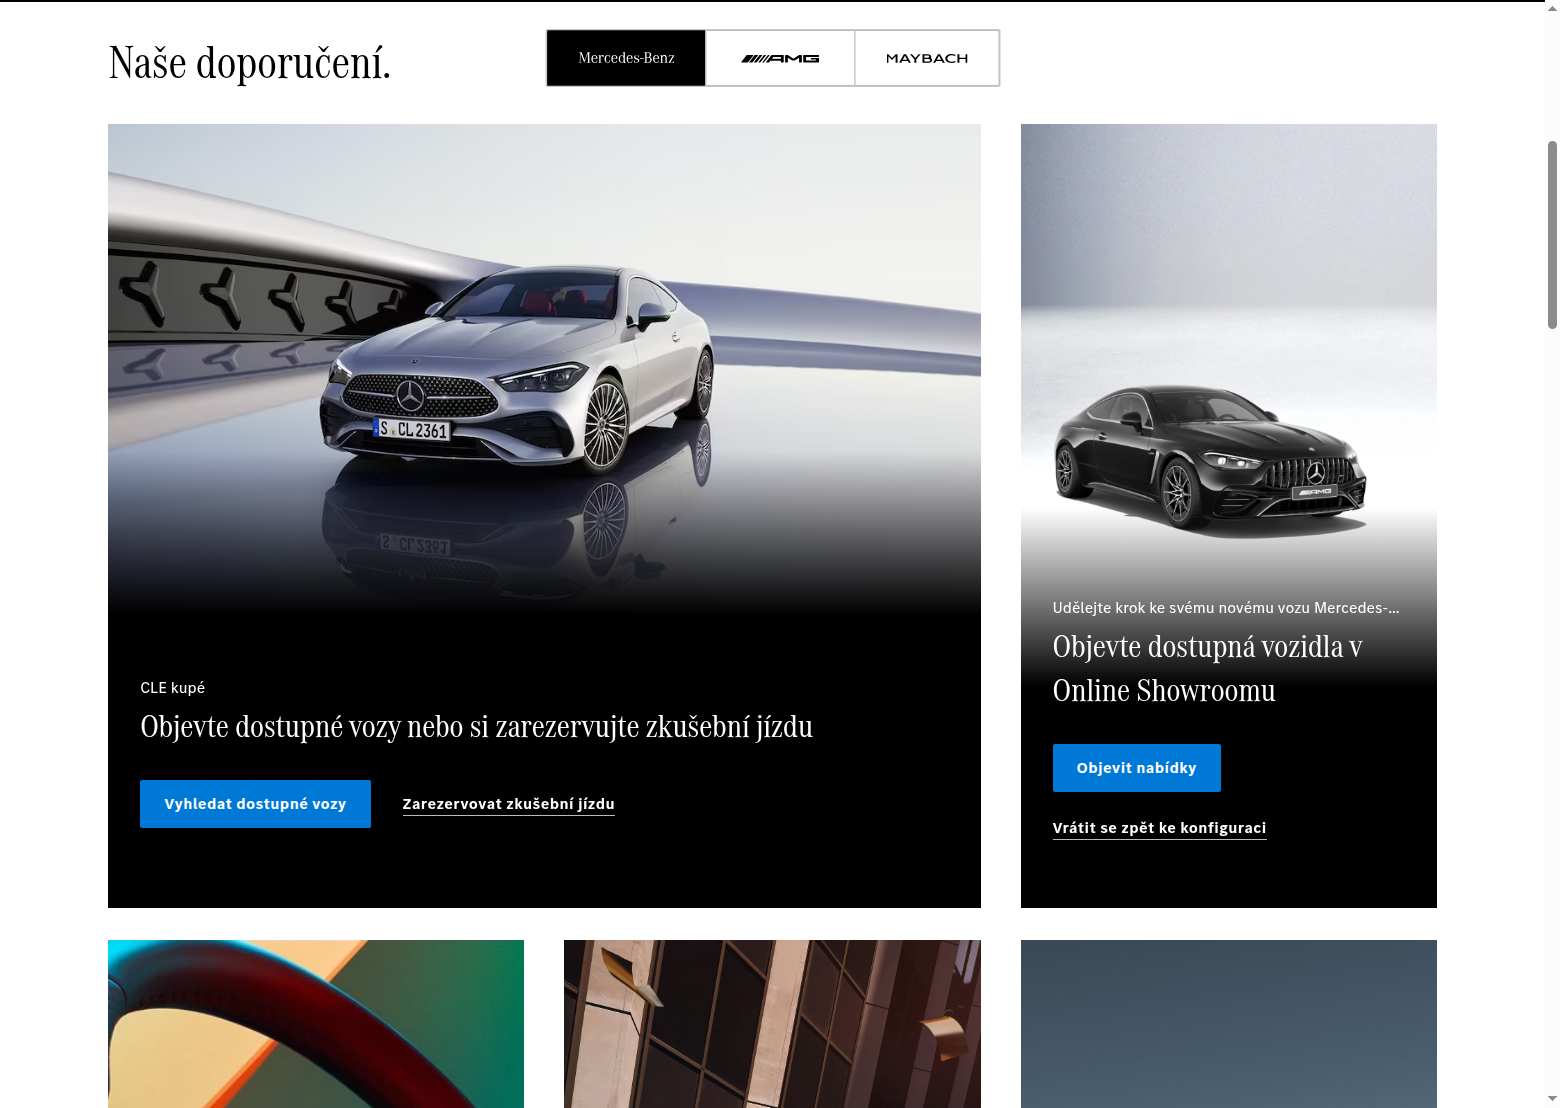 Naše doporučení.
Mercedes-Benz
AMG
MAYBACH
S CL 2361
AMG
CLE kupé
Objevte dostupné vozy nebo si zarezervujte zkušební jízdu
Vyhledat dostupné vozy
Zarezervovat zkušební jízdu
Udělejte krok ke svému novému vozu Mercedes-...
Objevte dostupná vozidla v
Online Showroomu
Objevit nabídky
Vrátit se zpět ke konfiguraci